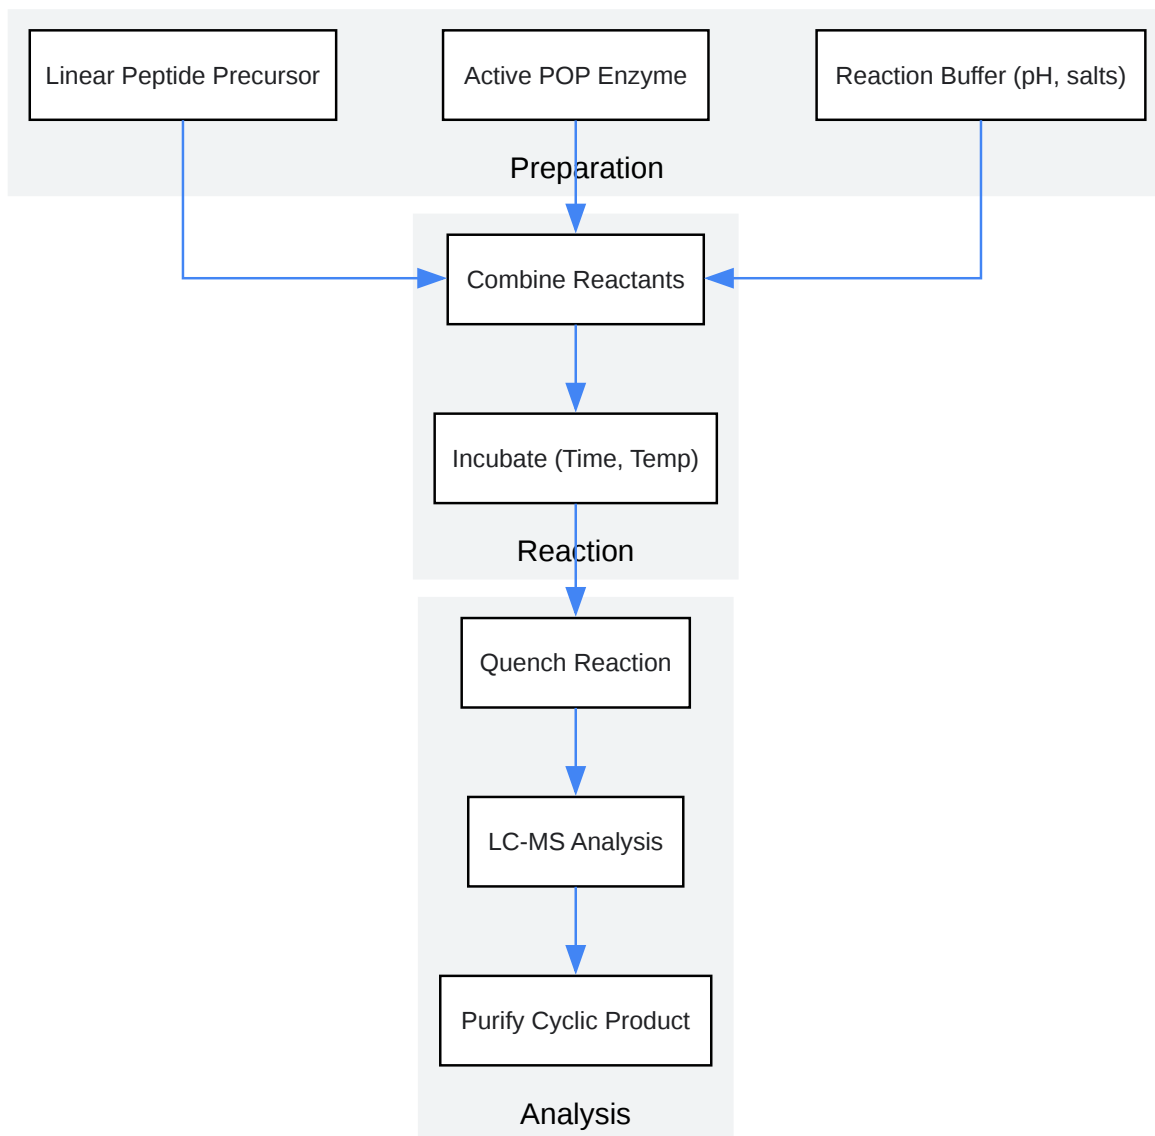 Linear Peptide Precursor
Active POP Enzyme
Reaction Buffer (pH, salts)
Preparation
Combine Reactants
Incubate (Time, Temp)
Reaction
Quench Reaction
LC-MS Analysis
Purify Cyclic Product
Analysis